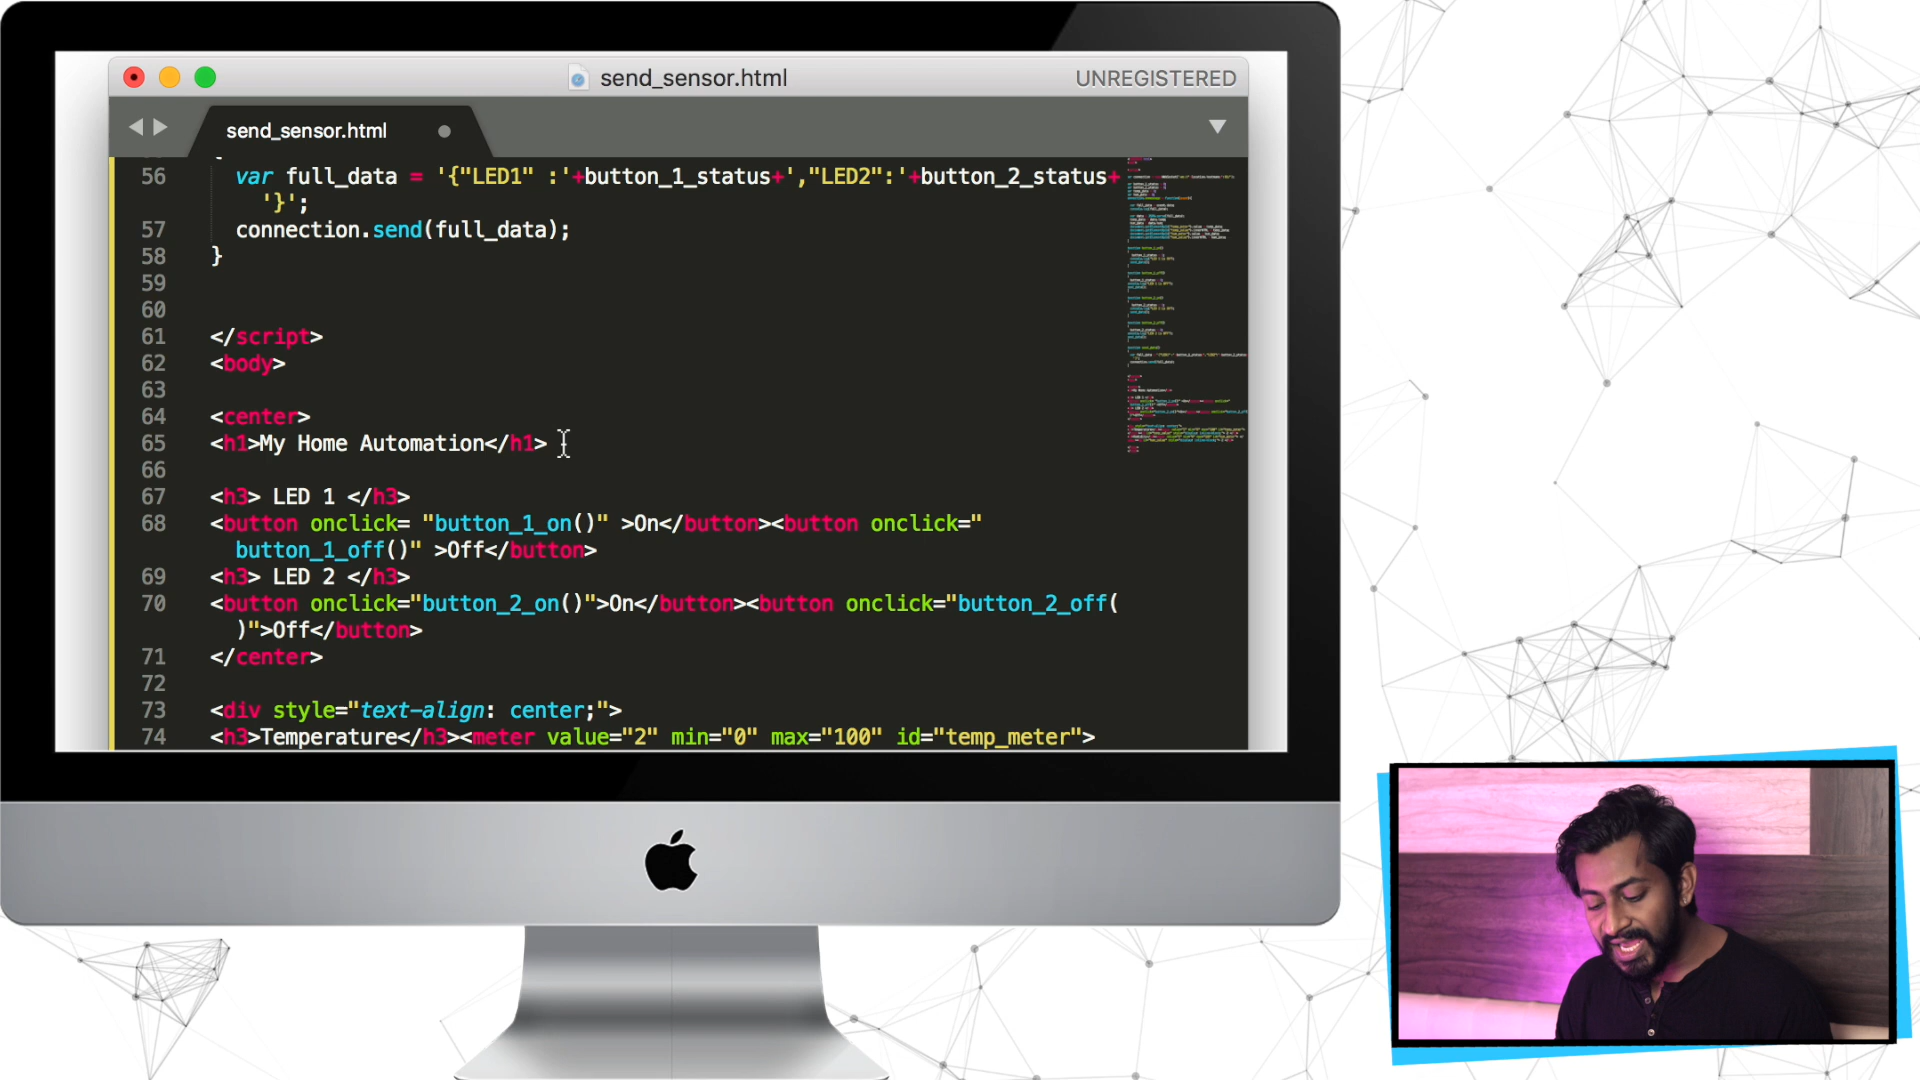 send_sensor.html
UNREGISTERED
send_sensor.html
56 var full_data = '{"LED1" :'+button_1_status+',"LED2":'+button_2_status+
'}';
57 connection.send(full_data);
58 }
59
60
61 </script>
62 <body>
63
64 <center>
65 <h1>My Home Automation</h1>
66
67 <h3> LED 1 </h3>
68 <button onclick= "button_1_on()" >On</button><button onclick="
button_1_off()" >Off</button>
69 <h3> LED 2 </h3>
70 <button onclick="button_2_on()">On</button><button onclick="button_2_off(
)">Off</button>
71 </center>
72
73 <div style="text-align: center;">
74 <h3>Temperature</h3><meter value="2" min="0" max="100" id="temp_meter">